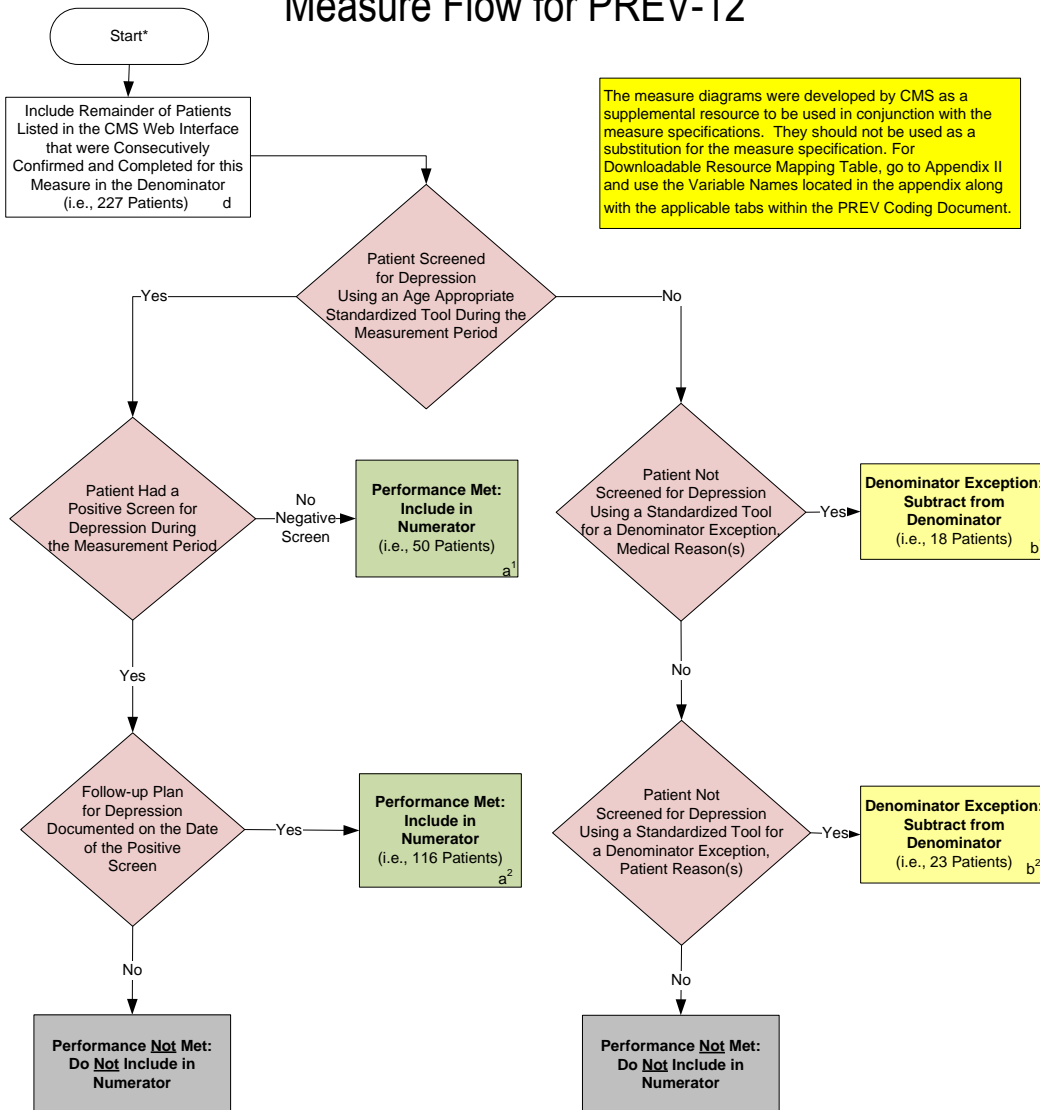 Measure Flow for PREV-12
Start*
Include Remainder of Patients
Listed in the CMS Web Interface
that were Consecutively
Confirmed and Completed for this
Measure in the Denominator
(i.e., 227 Patients) d
The measure diagrams were developed by CMS as a
supplemental resource to be used in conjunction with the
measure specifications. They should not be used as a
substitution for the measure specification. For
Downloadable Resource Mapping Table, go to Appendix II
and use the Variable Names located in the appendix along
with the applicable tabs within the PREV Coding Document.
Patient Screened
for Depression
Using an Age Appropriate
Standardized Tool During the
Measurement Period
Yes
No
Patient Had a
Positive Screen for
Depression During
the Measurement Period
No
Negative
Screen
Performance Met:
Include in
Numerator
(i.e., 50 Patients)
a¹
Patient Not
Screened for Depression
Using a Standardized Tool
for a Denominator Exception,
Medical Reason(s)
Yes
Denominator Exception:
Subtract from
Denominator
(i.e., 18 Patients)
b
Yes
No
Follow-up Plan
for Depression
Documented on the Date
of the Positive
Screen
Yes
Performance Met:
Include in
Numerator
(i.e., 116 Patients)
a²
Patient Not
Screened for Depression
Using a Standardized Tool for
a Denominator Exception,
Patient Reason(s)
Yes
Denominator Exception:
Subtract from
Denominator
(i.e., 23 Patients) b²
No
No
Performance Not Met:
Do Not Include in
Numerator
Performance Not Met:
Do Not Include in
Numerator